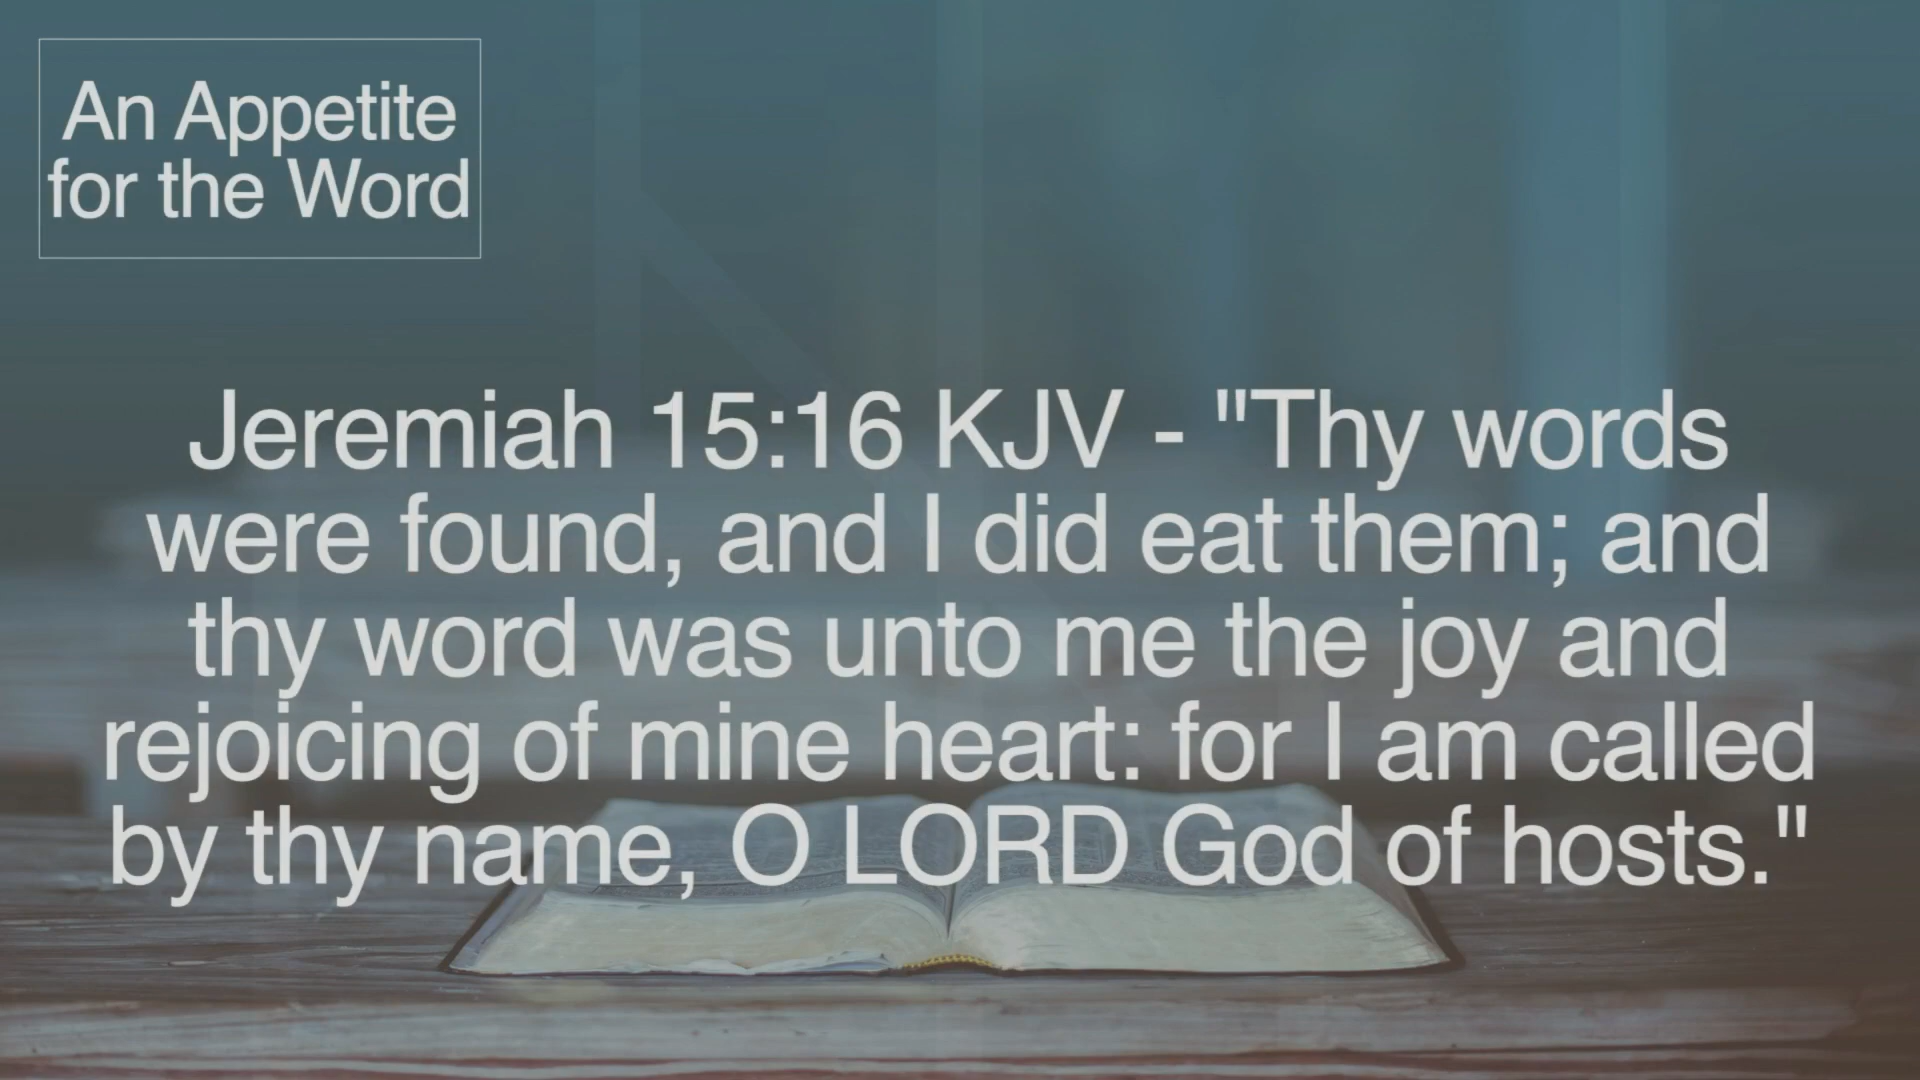 An Appetite
for the Word
Jeremiah 15:16 KJV - "Thy words
were found, and I did eat them; and
thy word was unto me the joy and
rejoicing of mine heart: for I am called
by thy name, O LORD God of hosts."